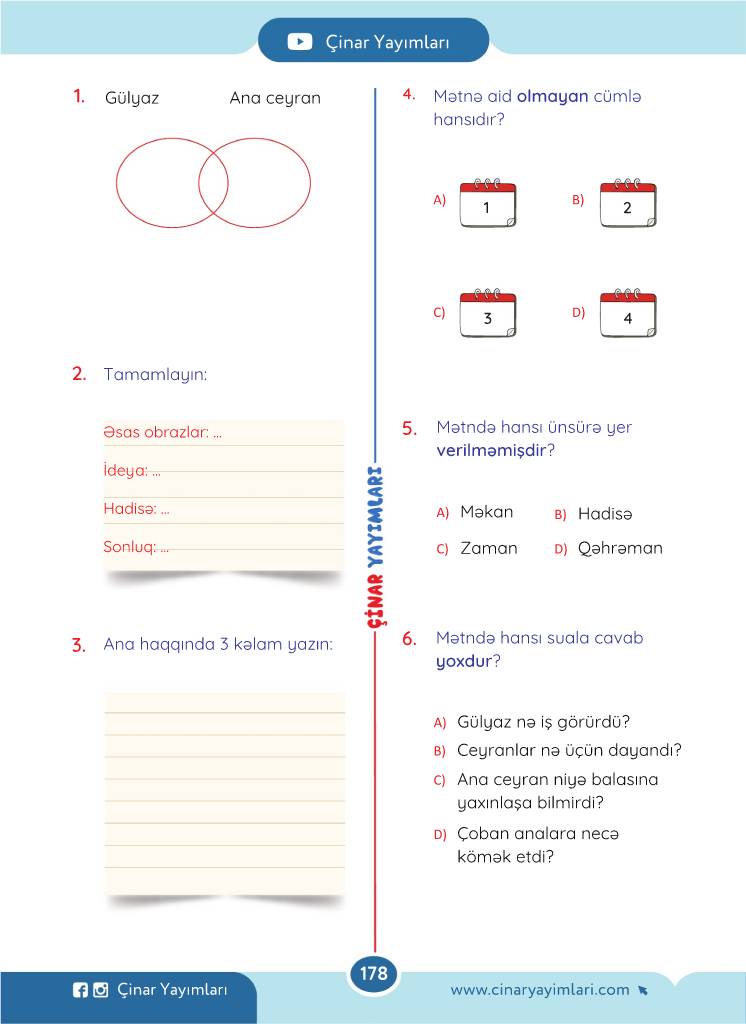 Çinar Yayımları
1.
Gülyaz
Ana ceyran
2.
Tamamlayın:
Əsas obrazlar: ...
İdeya: ...
Hadisə: ...
Sonluq: ...
3.
Ana haqqında 3 kəlam yazın:
ÇİNAR YAYIMLARI
4.
Mətnə aid olmayan cümlə
hansıdır?
A)
1
B)
2
C)
3
D)
4
5.
Mətndə hansı ünsürə yer
verilməmişdir?
A) Məkan
B) Hadisə
C) Zaman
D) Qəhrəman
6.
Mətndə hansı suala cavab
yoxdur?
A) Gülyaz nə iş görürdü?
B) Ceyranlar nə üçün dayandı?
C) Ana ceyran niyə balasına
yaxınlaşa bilmirdi?
D) Çoban analara necə
kömək etdi?
Çinar Yayımları
178
www.cinaryayimlari.com